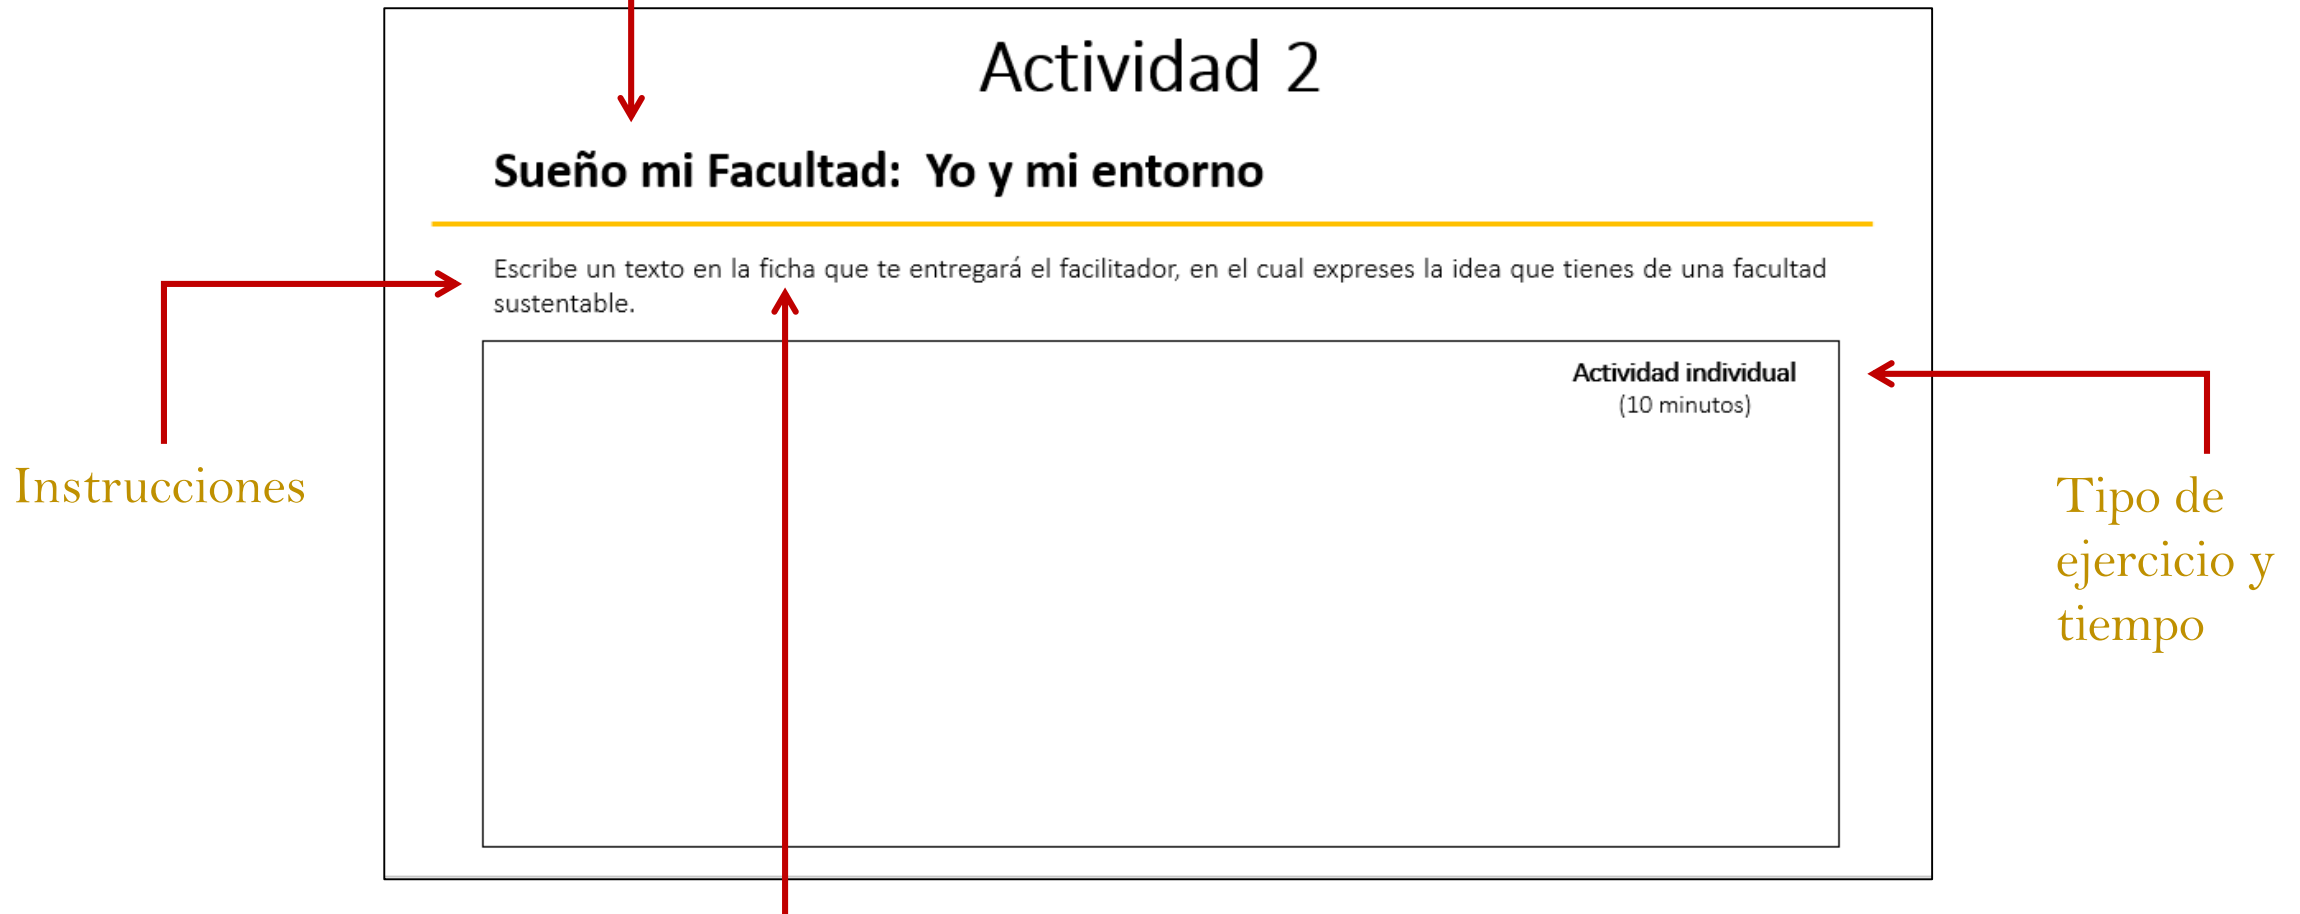 Actividad 2
Sueño mi Facultad: Yo y mi entorno
Escribe un texto en la ficha que te entregará el facilitador, en el cual expreses la idea que tienes de una facultad
sustentable.
Actividad individual
(10 minutos)
Instrucciones
Tipo de
ejercicio y
tiempo